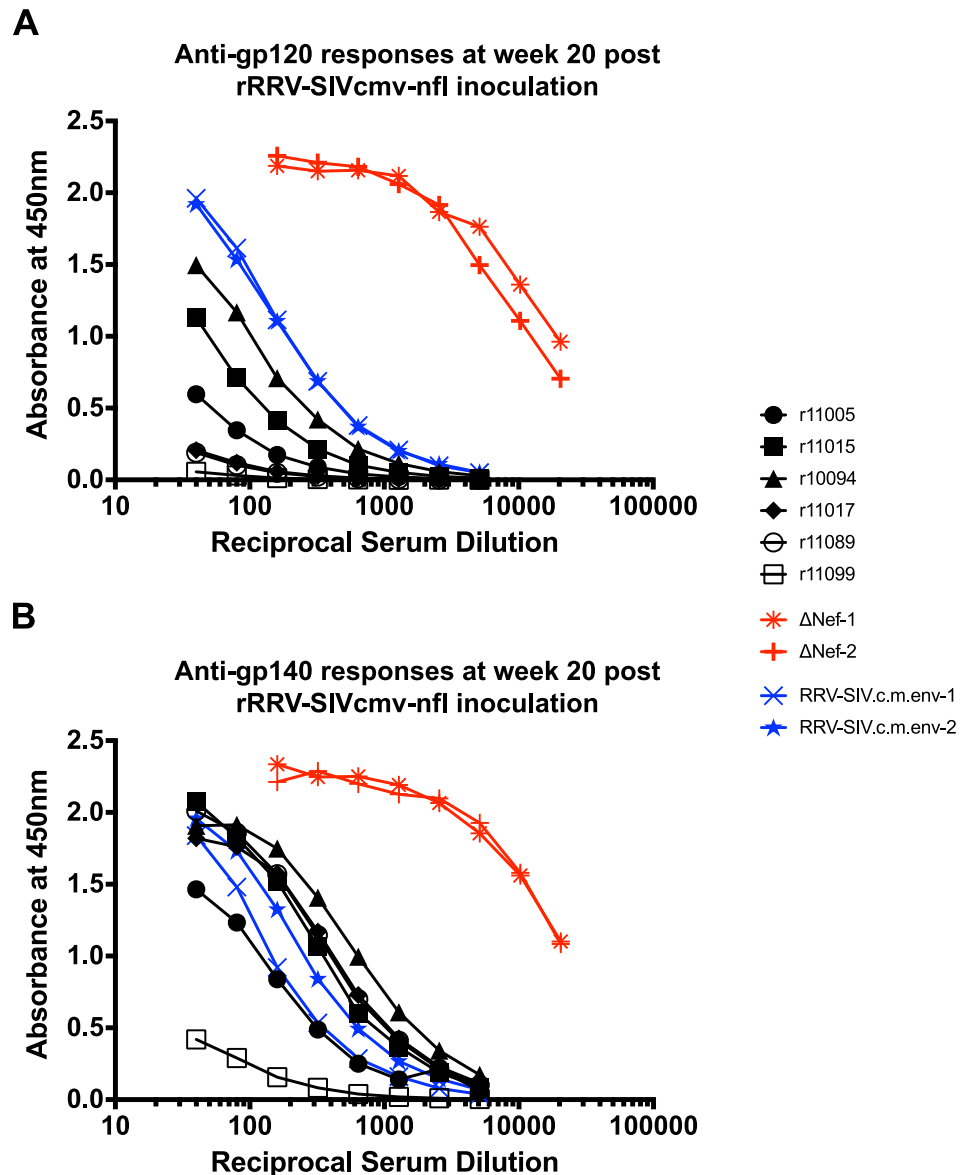 A
Anti-gp120 responses at week 20 post
rRRV-SIVcmv-nfl inoculation
Absorbance at 450nm
2.5
2.0
1.5
1.0
0.5
0.0
10
100
1000
10000
100000
Reciprocal Serum Dilution
r11005
r11015
r10094
r11017
r11089
r11099
ΔNef-1
ΔNef-2
RRV-SIV.c.m.env-1
RRV-SIV.c.m.env-2
B
Anti-gp140 responses at week 20 post
rRRV-SIVcmv-nfl inoculation
Absorbance at 450nm
2.5
2.0
1.5
1.0
0.5
0.0
10
100
1000
10000
100000
Reciprocal Serum Dilution